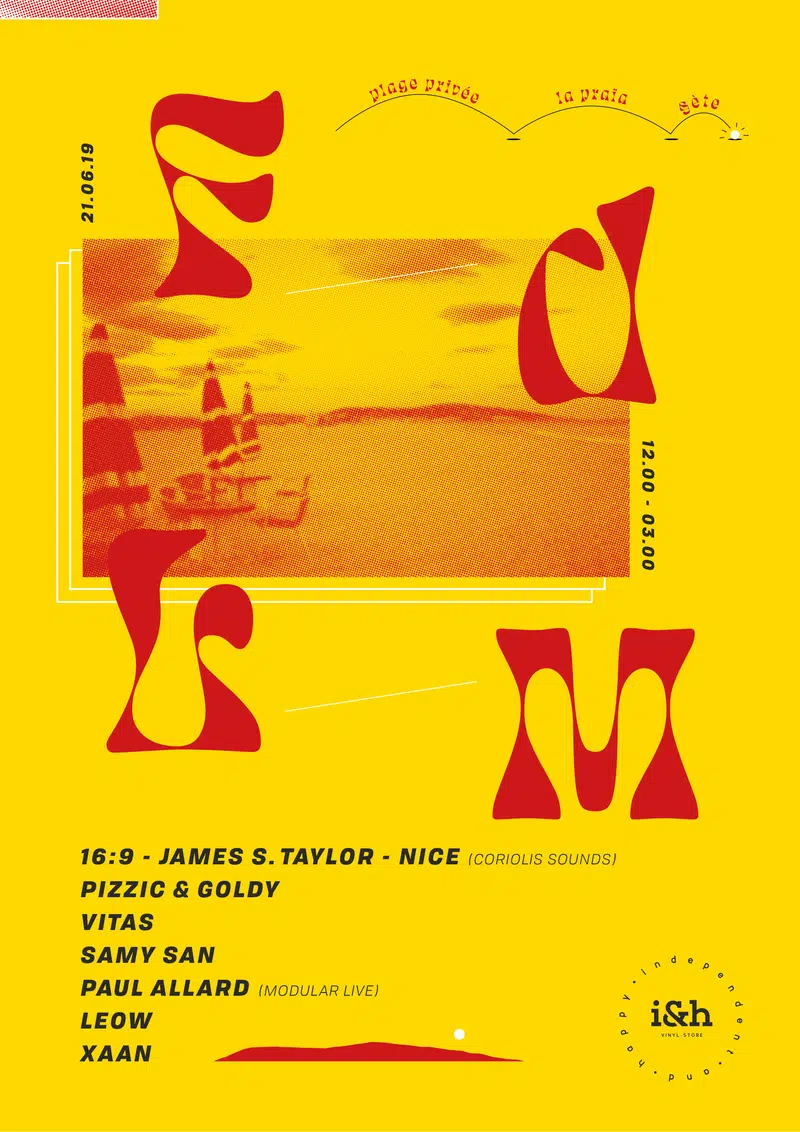 plage privée
la praia
Sète
21.06.19
F
d
12.00 - 03.00
L
M
16:9 - JAMES S. TAYLOR - NICE (CORIOLIS SOUNDS)
PIZZIC & GOLDY
VITAS
SAMY SAN
PAUL ALLARD (MODULAR LIVE)
LEOW
XAAN
independent • and • happy •
i&h
VINYL-STORE